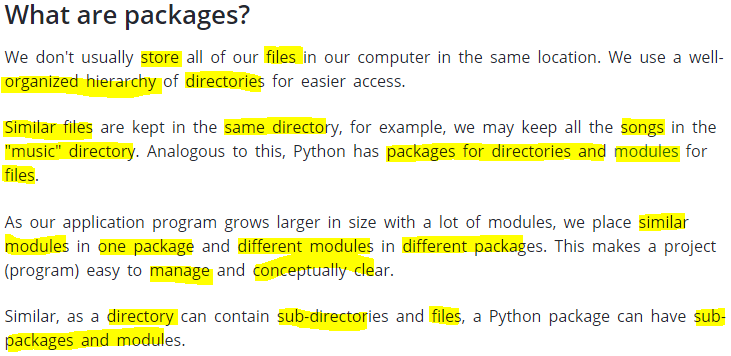 What are packages?
We don't usually store all of our files in our computer in the same location. We use a well-
organized hierarchy of directories for easier access.
Similar files are kept in the same directory, for example, we may keep all the songs in the
"music" directory. Analogous to this, Python has packages for directories and modules for
files.
As our application program grows larger in size with a lot of modules, we place similar
modules in one package and different modules in different packages. This makes a project
(program) easy to manage and conceptually clear.
Similar, as a directory can contain sub-directories and files, a Python package can have sub-
packages and modules.